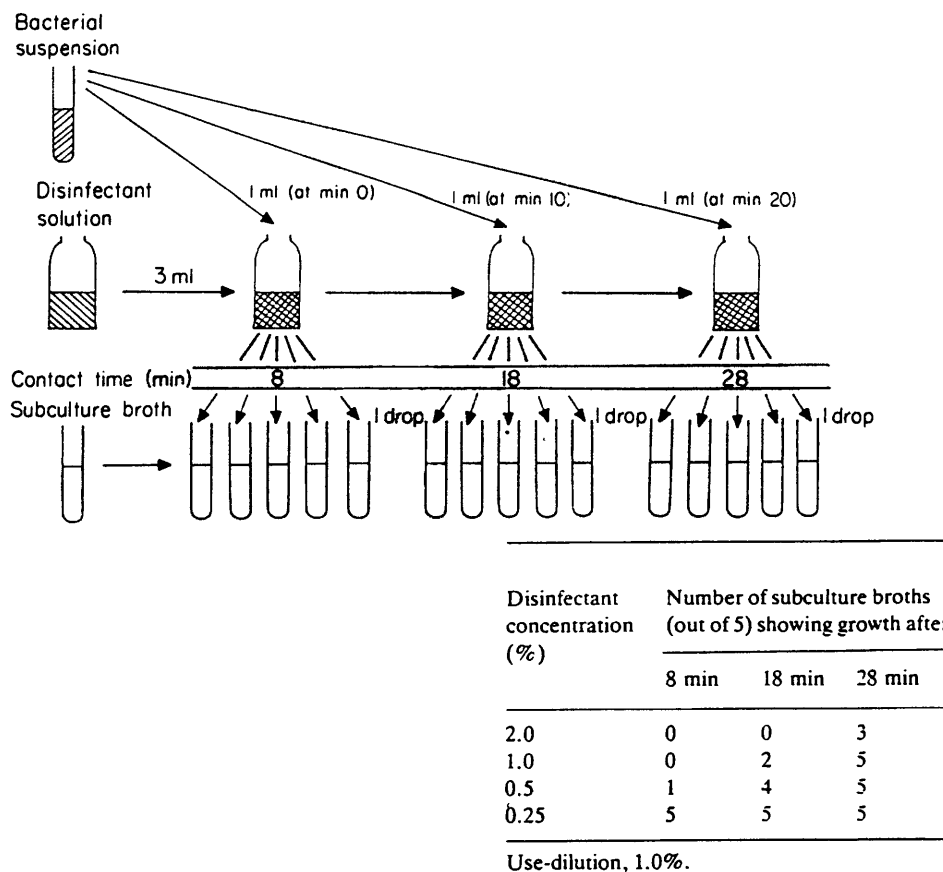 Bacterial
suspension
1 ml (at min 0)
1 ml (at min 10)
1 ml (at min 20)
Disinfectant
solution
3 ml
Contact time (min)
8
18
28
Subculture broth
1 drop
1 drop
1 drop
Disinfectant
concentration
(%)
Number of subculture broths
(out of 5) showing growth after
8 min 18 min 28 min
2.0 0 0 3
1.0 0 2 5
0.5 1 4 5
0.25 5 5 5
Use-dilution, 1.0%.